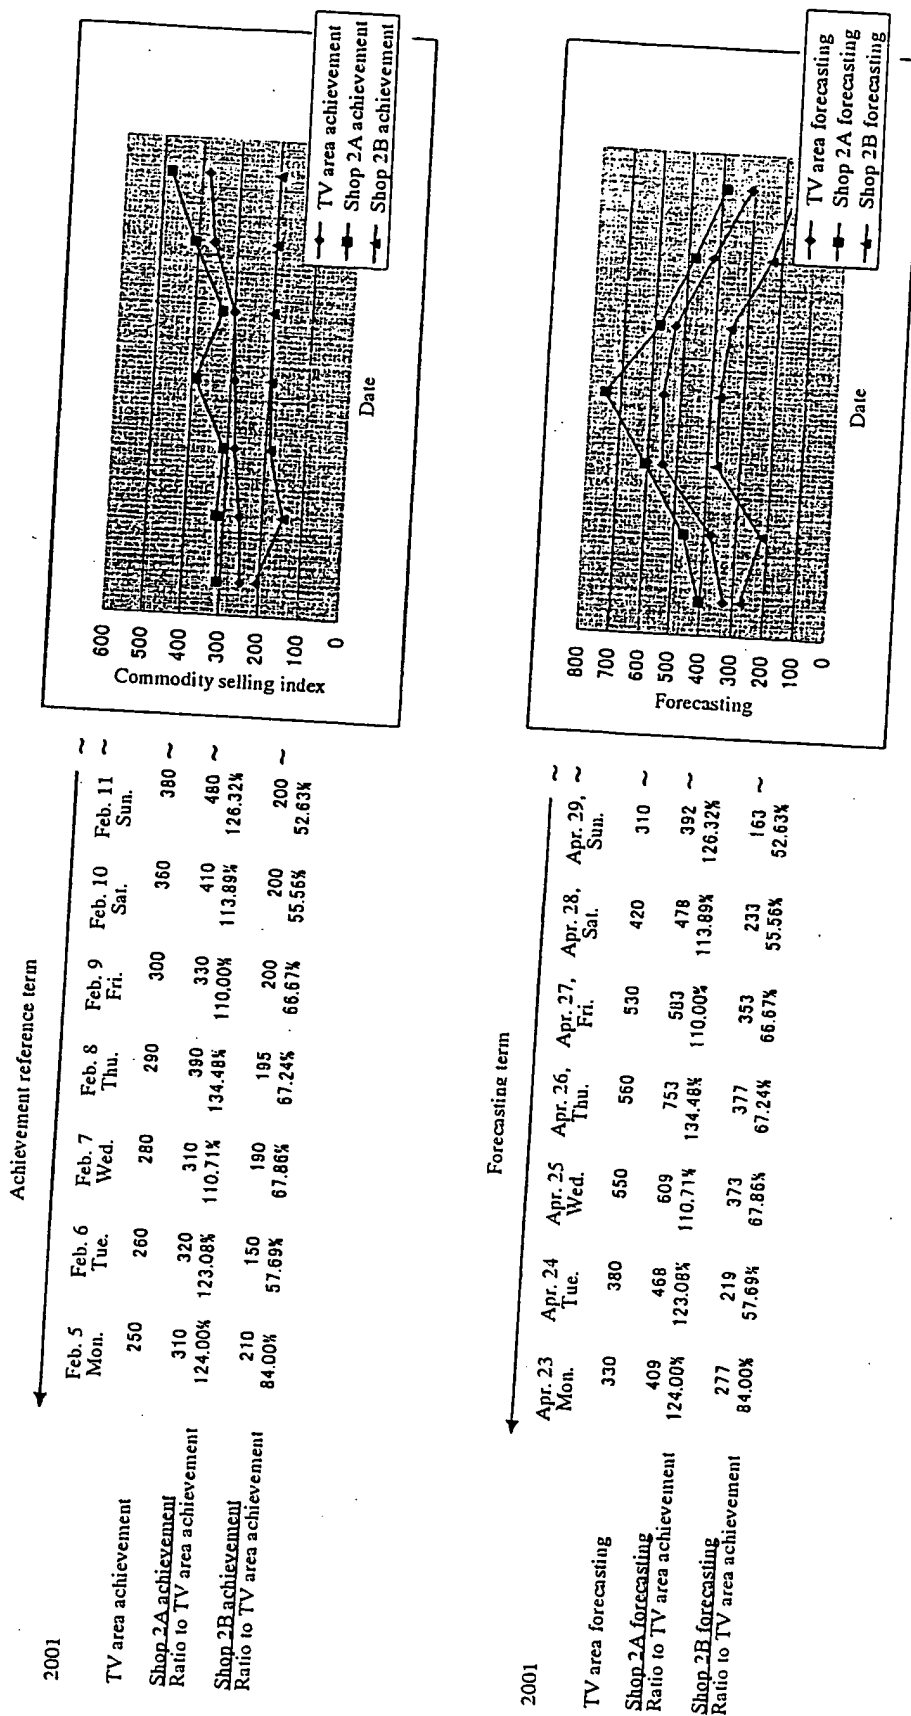 2001
Achievement reference term
Feb. 5 Feb. 6 Feb. 7 Feb. 8 Feb. 9 Feb. 10 Feb. 11 ~
Mon. Tue. Wed. Thu. Fri. Sat. Sun. ~
TV area achievement 250 260 280 290 300 360 380 ~
Shop 2A achievement 310 320 310 390 330 410 480 ~
Ratio to TV area achievement 124.00% 123.08% 110.71% 134.48% 110.00% 113.89% 126.32%
Shop 2B achievement 210 150 190 195 200 200 200 ~
Ratio to TV area achievement 84.00% 57.69% 67.86% 67.24% 66.67% 55.56% 52.63%
Commodity selling index
600
500
400
300
200
100
0
Date
TV area achievement
Shop 2A achievement
Shop 2B achievement
2001
Forecasting term
Apr. 23 Apr. 24 Apr. 25 Apr. 26, Apr. 27, Apr. 28, Apr. 29, ~
Mon. Tue. Wed. Thu. Fri. Sat. Sun. ~
TV area forecasting 330 380 550 560 530 420 310 ~
Shop 2A forecasting 409 468 609 753 583 478 392 ~
Ratio to TV area achievement 124.00% 123.08% 110.71% 134.48% 110.00% 113.89% 126.32%
Shop 2B forecasting 277 219 373 377 353 233 163 ~
Ratio to TV area achievement 84.00% 57.69% 67.86% 67.24% 66.67% 55.56% 52.63%
Forecasting
800
700
600
500
400
300
200
100
0
Date
TV area forecasting
Shop 2A forecasting
Shop 2B forecasting